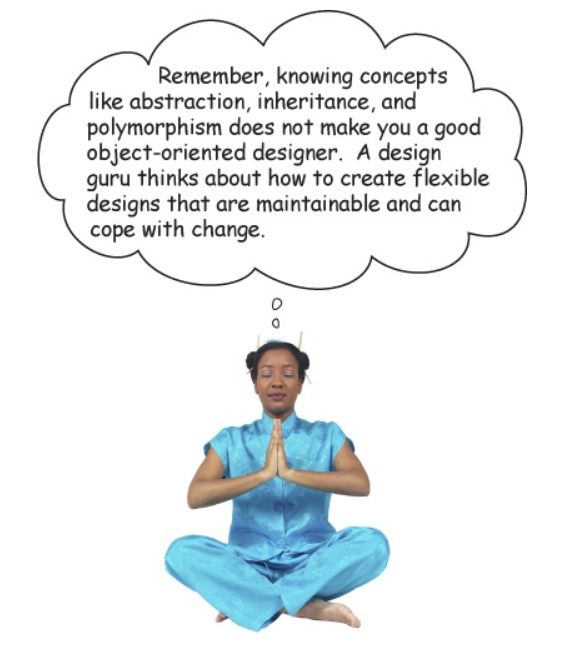 Remember, knowing concepts
like abstraction, inheritance, and
polymorphism does not make you a good
object-oriented designer. A design
guru thinks about how to create flexible
designs that are maintainable and can
cope with change.